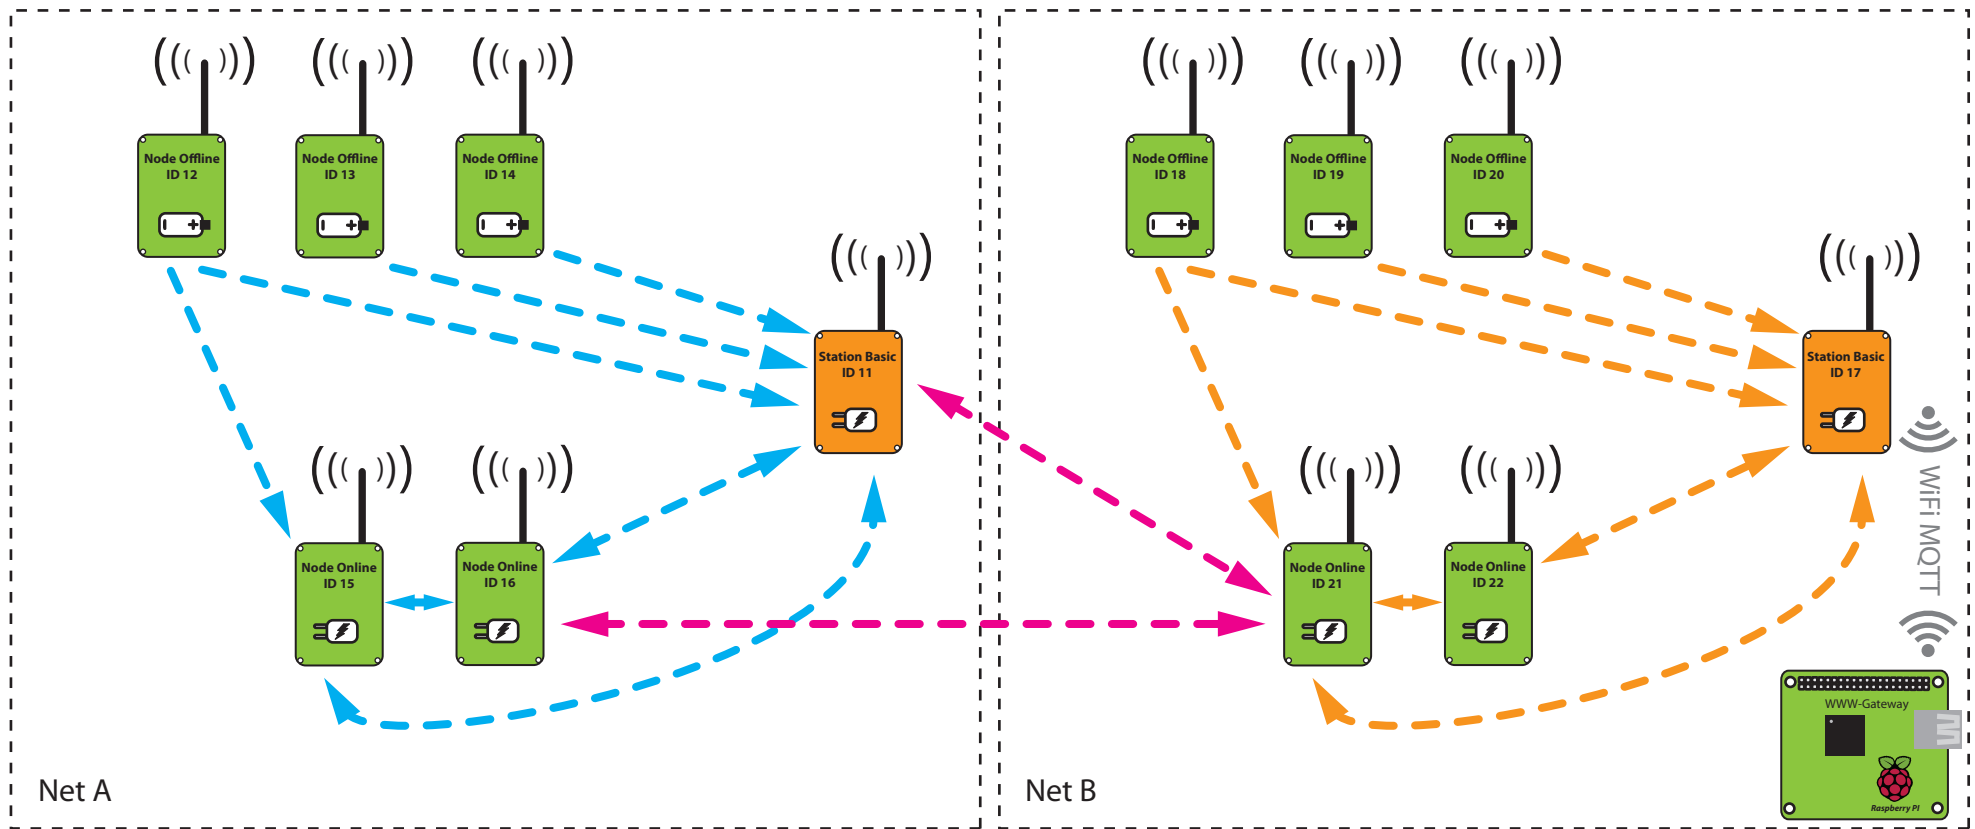 Node Offline
ID 12
Node Offline
ID 13
Node Offline
ID 14
Station Basic
ID 11
Node Online
ID 15
Node Online
ID 16
Net A
Node Offline
ID 18
Node Offline
ID 19
Node Offline
ID 20
Station Basic
ID 17
Node Online
ID 21
Node Online
ID 22
WiFi MQTT
WWW-Gateway
Raspberry PI
Net B